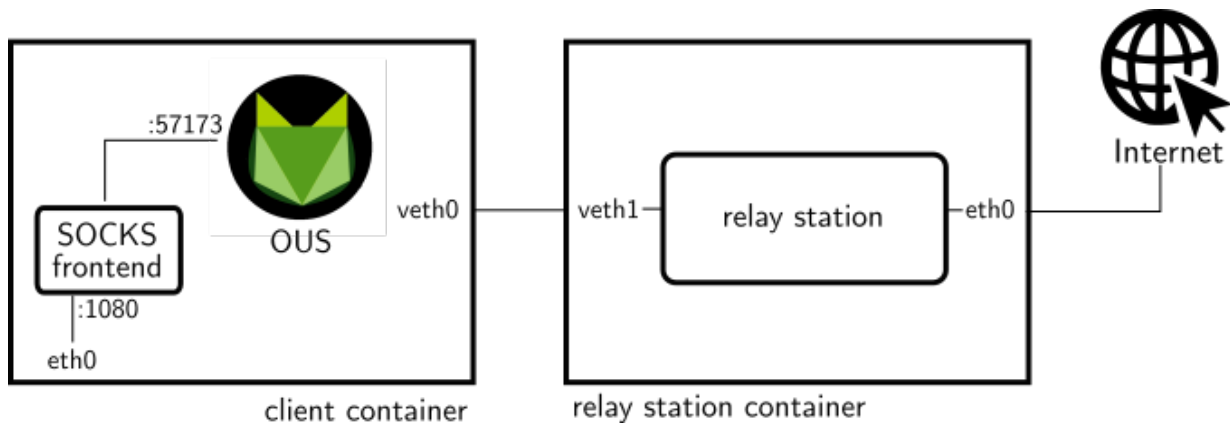 :57173
Internet
veth0
veth1
relay station
eth0
SOCKS
frontend
OUS
:1080
eth0
client container
relay station container